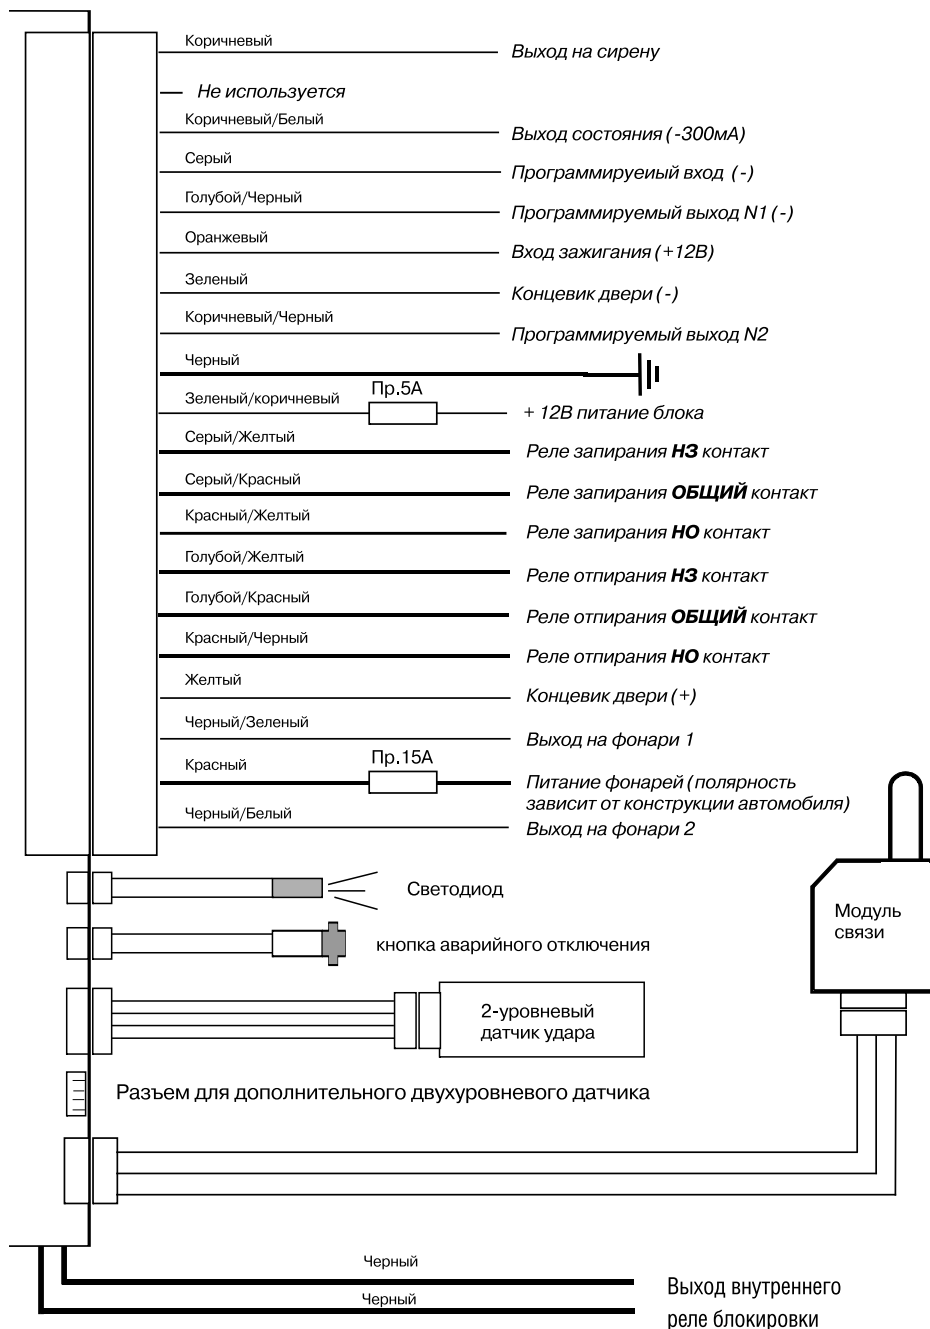 Коричневый
Выход на сирену
Не используется
Коричневый/Белый
Выход состояния (-300мА)
Серый
Программируеиый вход (-)
Голубой/Черный
Программируемый выход N1 (-)
Оранжевый
Вход зажигания (+12В)
Зеленый
Концевик двери (-)
Коричневый/Черный
Программируемый выход N2
Черный
Зеленый/коричневый
Пр.5А
+ 12В питание блока
Серый/Желтый
Реле запирания НЗ контакт
Серый/Красный
Реле запирания ОБЩИЙ контакт
Красный/Желтый
Реле запирания НО контакт
Голубой/Желтый
Реле отпирания НЗ контакт
Голубой/Красный
Реле отпирания ОБЩИЙ контакт
Красный/Черный
Реле отпирания НО контакт
Желтый
Концевик двери (+)
Черный/Зеленый
Выход на фонари 1
Красный
Пр.15А
Питание фонарей (полярность
зависит от конструкции автомобиля)
Черный/Белый
Выход на фонари 2
Светодиод
Модуль
связи
кнопка аварийного отключения
2-уровневый
датчик удара
Разъем для дополнительного двухуровневого датчика
Черный
Черный
Выход внутреннего
реле блокировки